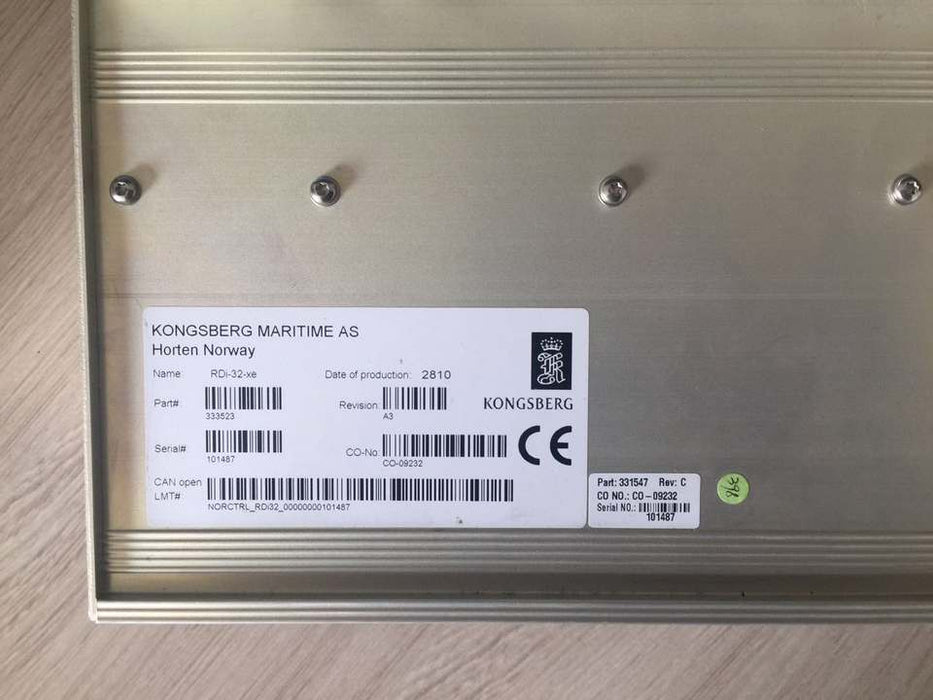 KONGSBERG MARITIME AS
Horten Norway
Name RDi-32-xe Date of production: 2810
Part# 333523 Revision A3
Serial# 101487 CO-No CO-09232
CAN open
LMT# NORCTRL_RDi32_00000000101487
KONGSBERG
CE
Part: 331547 Rev: C
CO NO.: CO-09232
Serial NO.:
101487